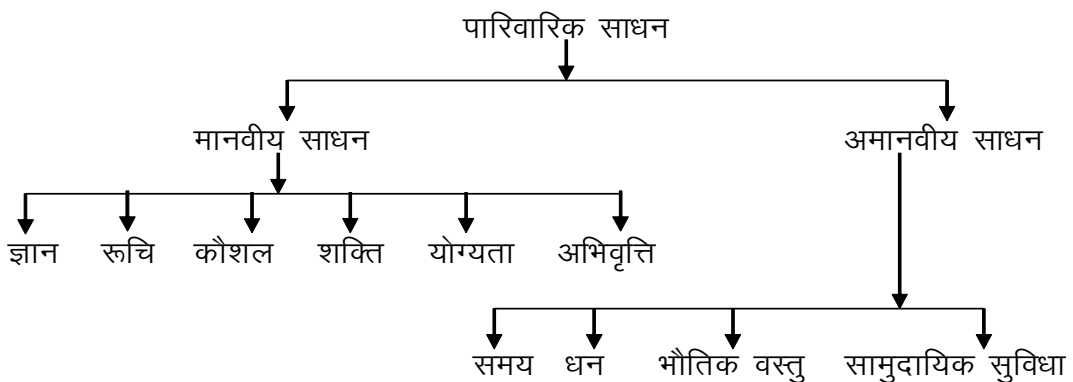 पारिवारिक साधन
मानवीय साधन अमानवीय साधन
ज्ञान रूचि कौशल शक्ति योग्यता अभिवृत्ति
समय धन भौतिक वस्तु सामुदायिक सुविधा